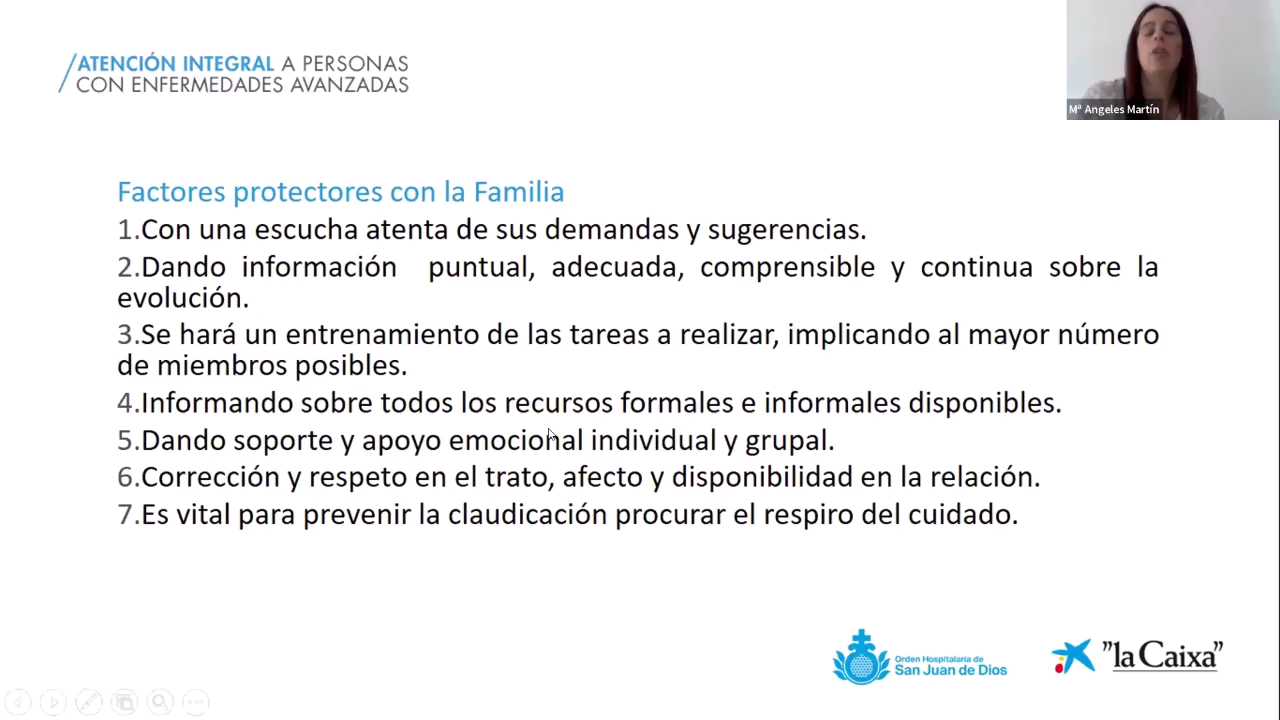 ATENCIÓN INTEGRAL A PERSONAS
CON ENFERMEDADES AVANZADAS
Mª Angeles Martín
Factores protectores con la Familia
1.Con una escucha atenta de sus demandas y sugerencias.
2.Dando información puntual, adecuada, comprensible y continua sobre la
evolución.
3.Se hará un entrenamiento de las tareas a realizar, implicando al mayor número
de miembros posibles.
4.Informando sobre todos los recursos formales e informales disponibles.
5.Dando soporte y apoyo emocional individual y grupal.
6.Corrección y respeto en el trato, afecto y disponibilidad en la relación.
7.Es vital para prevenir la claudicación procurar el respiro del cuidado.
Orden Hospitalaria de
San Juan de Dios
"la Caixa"